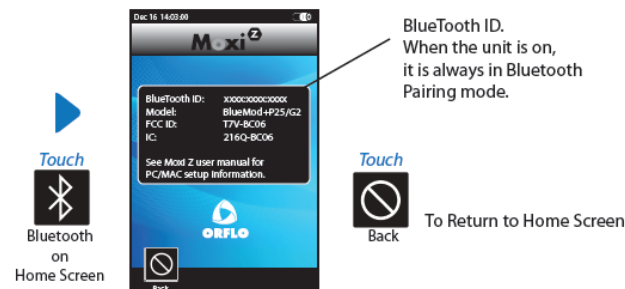 Touch
Bluetooth
on
Home Screen
Dec 16 14:03:00
Moxi Z
BlueTooth ID: xxxx:xxxx:xxxx
Model: BlueMod+P25/G2
FCC ID: T7V-BC06
IC: 216Q-BC06
See Moxi Z user manual for
PC/MAC setup information.
ORFLO
Back
BlueTooth ID.
When the unit is on,
it is always in Bluetooth
Pairing mode.
Touch
Back
To Return to Home Screen